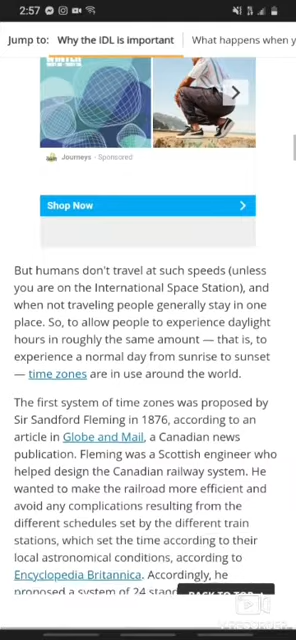 2:57
Jump to: Why the IDL is important What happens when y
Journeys - Sponsored
Shop Now
But humans don't travel at such speeds (unless
you are on the International Space Station), and
when not traveling people generally stay in one
place. So, to allow people to experience daylight
hours in roughly the same amount — that is, to
experience a normal day from sunrise to sunset
— time zones are in use around the world.
The first system of time zones was proposed by
Sir Sandford Fleming in 1876, according to an
article in Globe and Mail, a Canadian news
publication. Fleming was a Scottish engineer who
helped design the Canadian railway system. He
wanted to make the railroad more efficient and
avoid any complications resulting from the
different schedules set by the different train
stations, which set the time according to their
local astronomical conditions, according to
Encyclopedia Britannica. Accordingly, he
proposed a system of 24 stand
BACK TO TOP